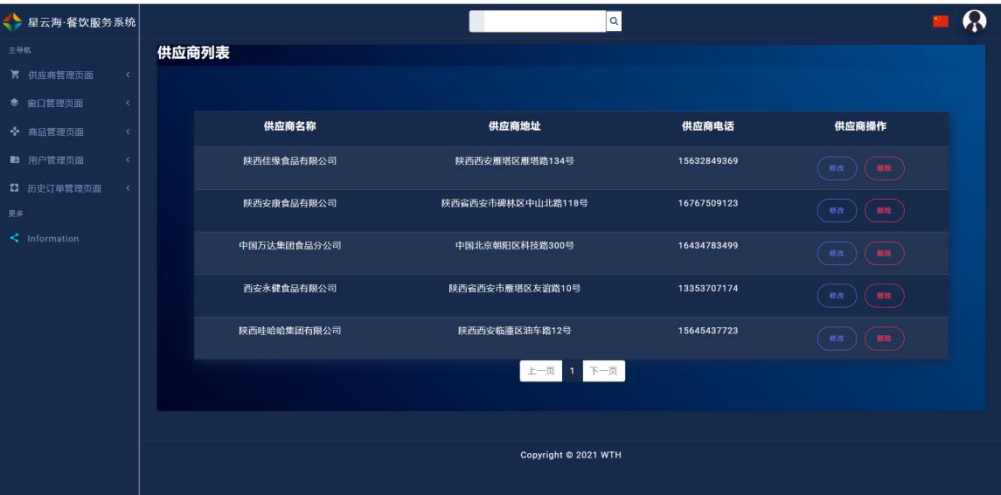 星云海·餐饮服务系统
主导航
供应商管理页面
窗口管理页面
商品管理页面
用户管理页面
历史订单管理页面
更多
Information
供应商列表
供应商名称 供应商地址 供应商电话 供应商操作
陕西佳缘食品有限公司 陕西西安雁塔区雁塔路134号 15632849369 修改 删除
陕西安康食品有限公司 陕西省西安市碑林区中山北路118号 16767509123 修改 删除
中国万达集团食品分公司 中国北京朝阳区科技路300号 16434783499 修改 删除
西安永健食品有限公司 陕西省西安市雁塔区友谊路10号 13353707174 修改 删除
陕西哇哈哈集团有限公司 陕西西安临潼区油车路12号 15645437723 修改 删除
上一页 1 下一页
Copyright © 2021 WTH